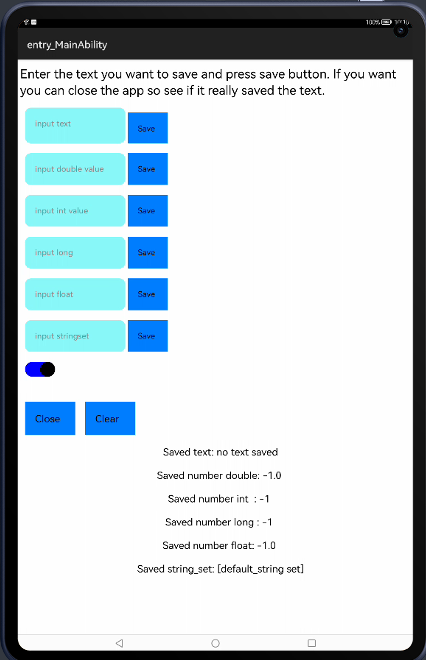 100%
entry_MainAbility
Enter the text you want to save and press save button. If you want
you can close the app so see if it really saved the text.
input text
Save
input double value
Save
input int value
Save
input long
Save
input float
Save
input stringset
Save
Close
Clear
Saved text: no text saved
Saved number double: -1.0
Saved number int  : -1
Saved number long : -1
Saved number float: -1.0
Saved string_set: [default_string set]